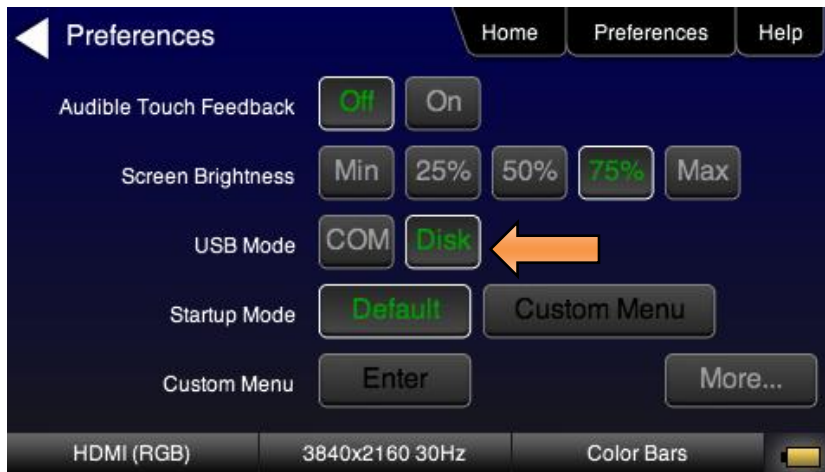 Preferences Home Preferences Help
Audible Touch Feedback Off On
Screen Brightness Min 25% 50% 75% Max
USB Mode COM Disk
Startup Mode Default Custom Menu
Custom Menu Enter More...
HDMI (RGB) 3840x2160 30Hz Color Bars